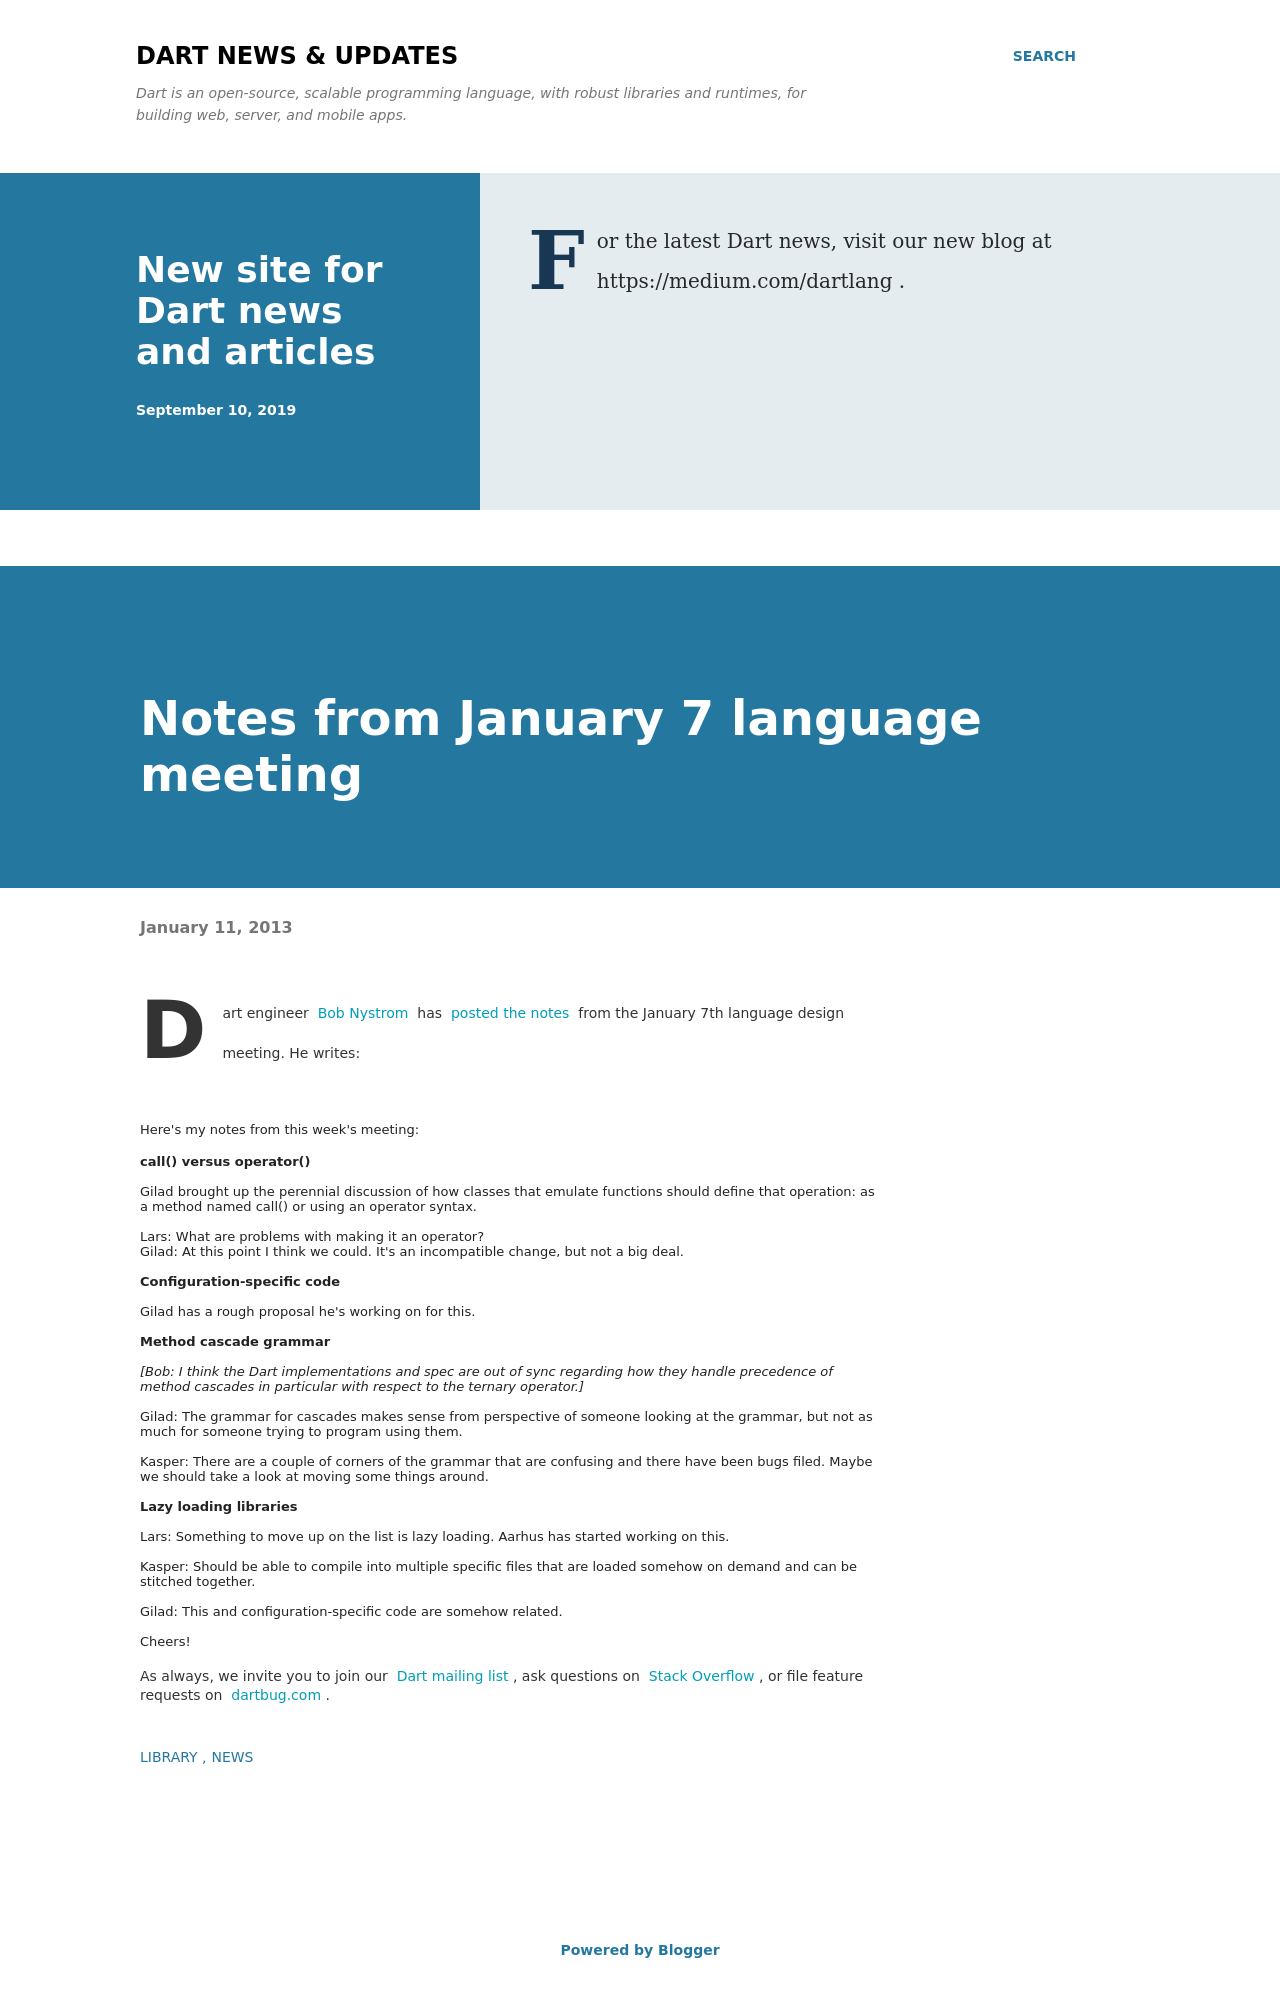 DART NEWS & UPDATES
SEARCH
Dart is an open-source, scalable programming language, with robust libraries and runtimes, for
building web, server, and mobile apps.
New site for
Dart news
and articles
September 10, 2019
For the latest Dart news, visit our new blog at
https://medium.com/dartlang .
Notes from January 7 language
meeting
January 11, 2013
Dart engineer Bob Nystrom has posted the notes from the January 7th language design
meeting. He writes:
Here's my notes from this week's meeting:
call() versus operator()
Gilad brought up the perennial discussion of how classes that emulate functions should define that operation: as
a method named call() or using an operator syntax.
Lars: What are problems with making it an operator?
Gilad: At this point I think we could. It's an incompatible change, but not a big deal.
Configuration-specific code
Gilad has a rough proposal he's working on for this.
Method cascade grammar
[Bob: I think the Dart implementations and spec are out of sync regarding how they handle precedence of
method cascades in particular with respect to the ternary operator.]
Gilad: The grammar for cascades makes sense from perspective of someone looking at the grammar, but not as
much for someone trying to program using them.
Kasper: There are a couple of corners of the grammar that are confusing and there have been bugs filed. Maybe
we should take a look at moving some things around.
Lazy loading libraries
Lars: Something to move up on the list is lazy loading. Aarhus has started working on this.
Kasper: Should be able to compile into multiple specific files that are loaded somehow on demand and can be
stitched together.
Gilad: This and configuration-specific code are somehow related.
Cheers!
As always, we invite you to join our Dart mailing list , ask questions on Stack Overflow , or file feature
requests on dartbug.com .
LIBRARY , NEWS
Powered by Blogger